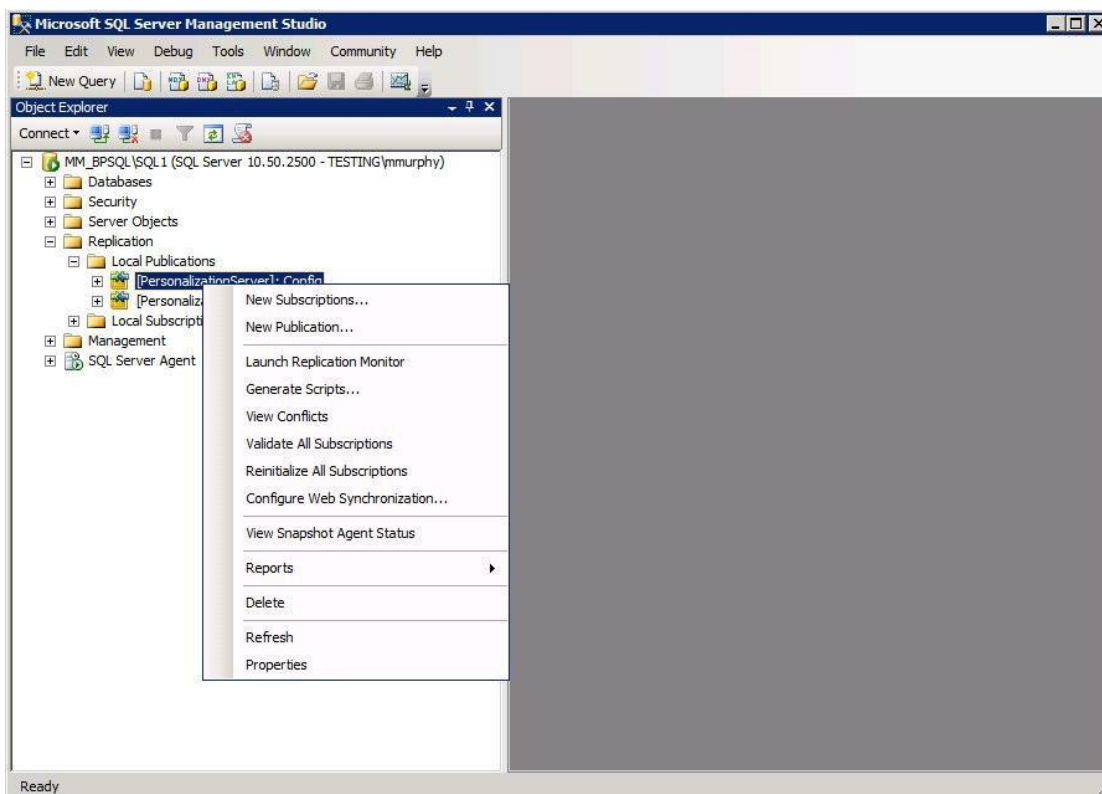 Microsoft SQL Server Management Studio
File Edit View Debug Tools Window Community Help
New Query
Object Explorer
Connect
MM_BPSQL\SQL1 (SQL Server 10.50.2500 - TESTING\mmurphy)
Databases
Security
Server Objects
Replication
Local Publications
[PersonalizationServer]: Config
[Personaliz
Local Subscripti
Management
SQL Server Agent
New Subscriptions...
New Publication...
Launch Replication Monitor
Generate Scripts...
View Conflicts
Validate All Subscriptions
Reinitialize All Subscriptions
Configure Web Synchronization...
View Snapshot Agent Status
Reports
Delete
Refresh
Properties
Ready